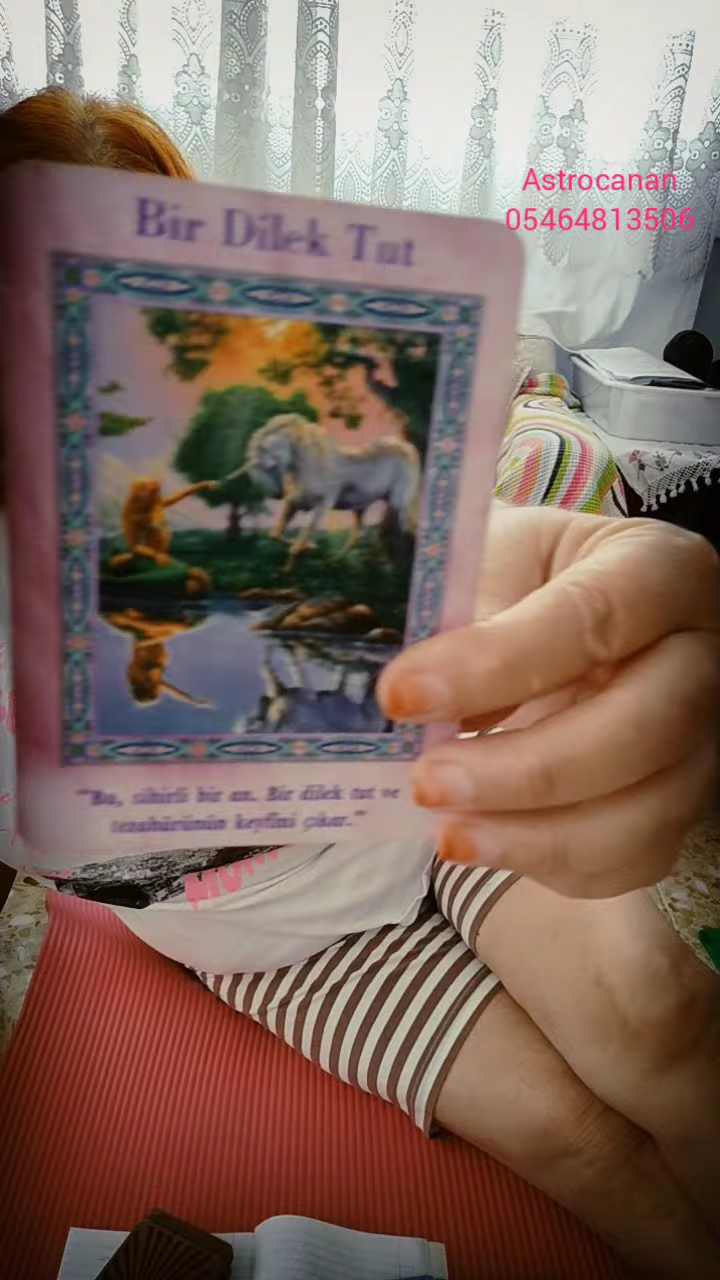 Astrocanan
05464813506
Bir Dilek Tut
"Bu, sihirli bir an. Bir dilek tut ve
tezahürünün keyfini çıkar."